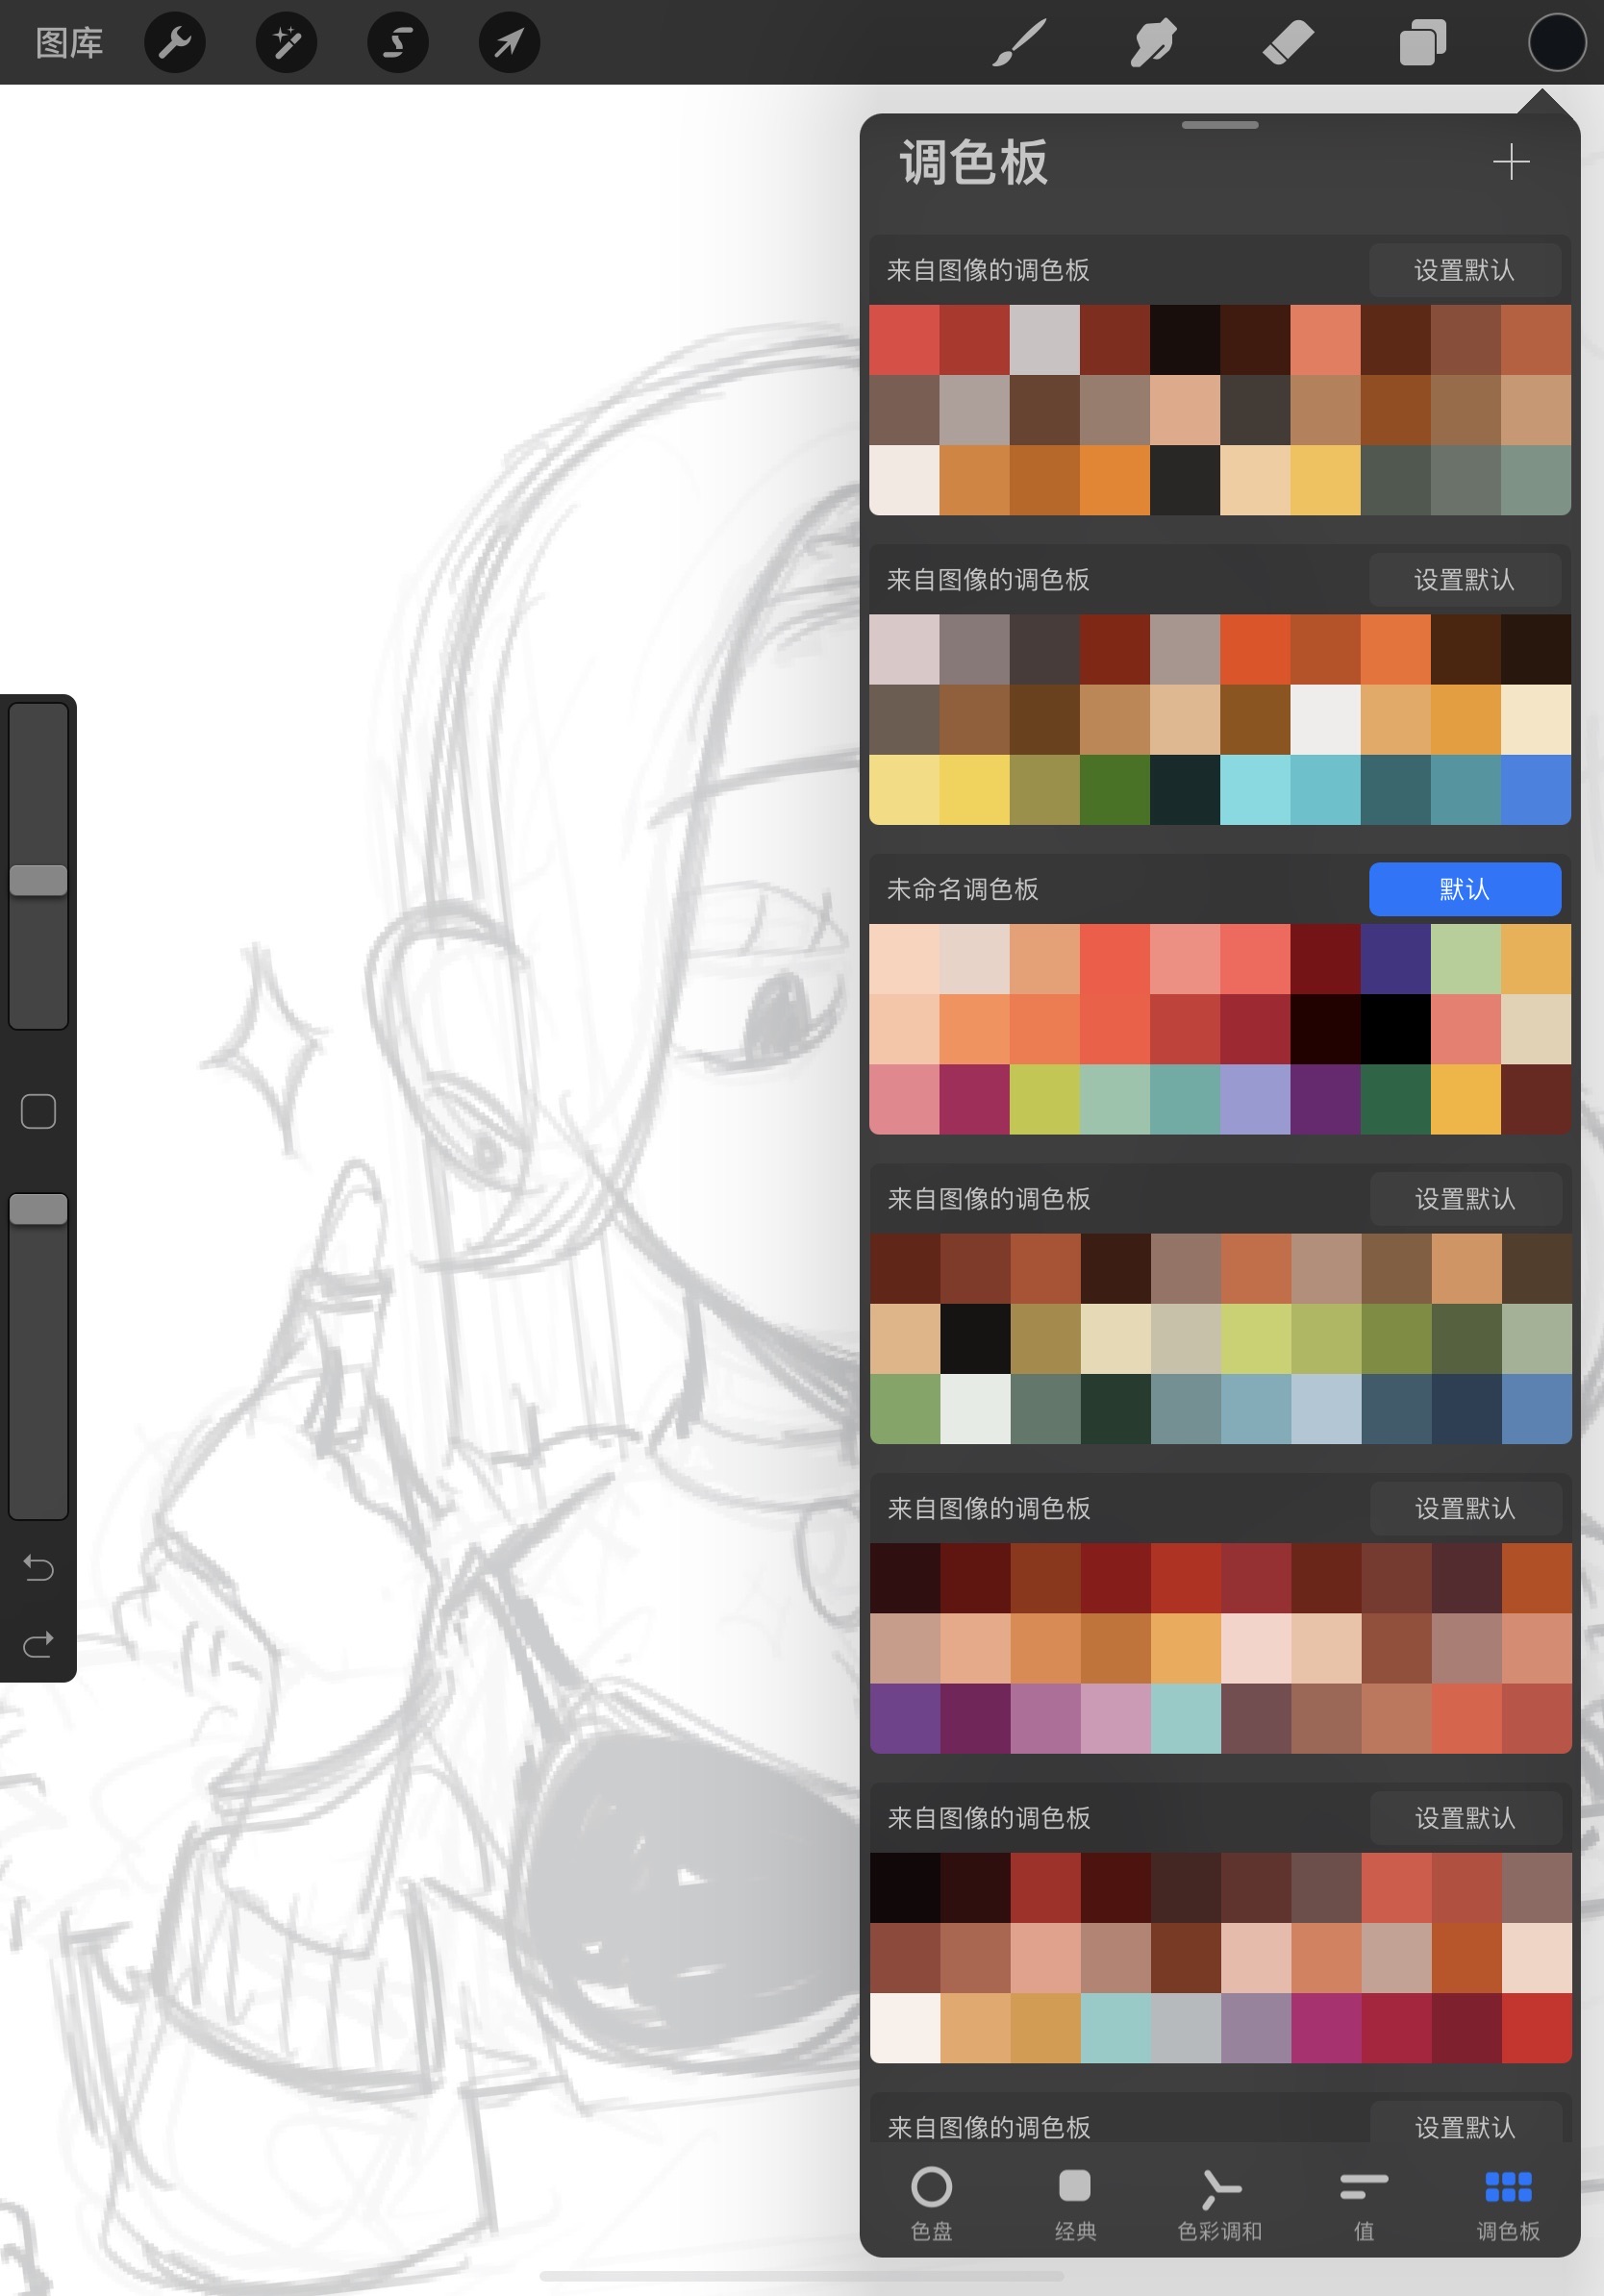 图库
调色板
来自图像的调色板 设置默认
来自图像的调色板 设置默认
未命名调色板 默认
来自图像的调色板 设置默认
来自图像的调色板 设置默认
来自图像的调色板 设置默认
来自图像的调色板 设置默认
色盘 经典 色彩调和 值 调色板